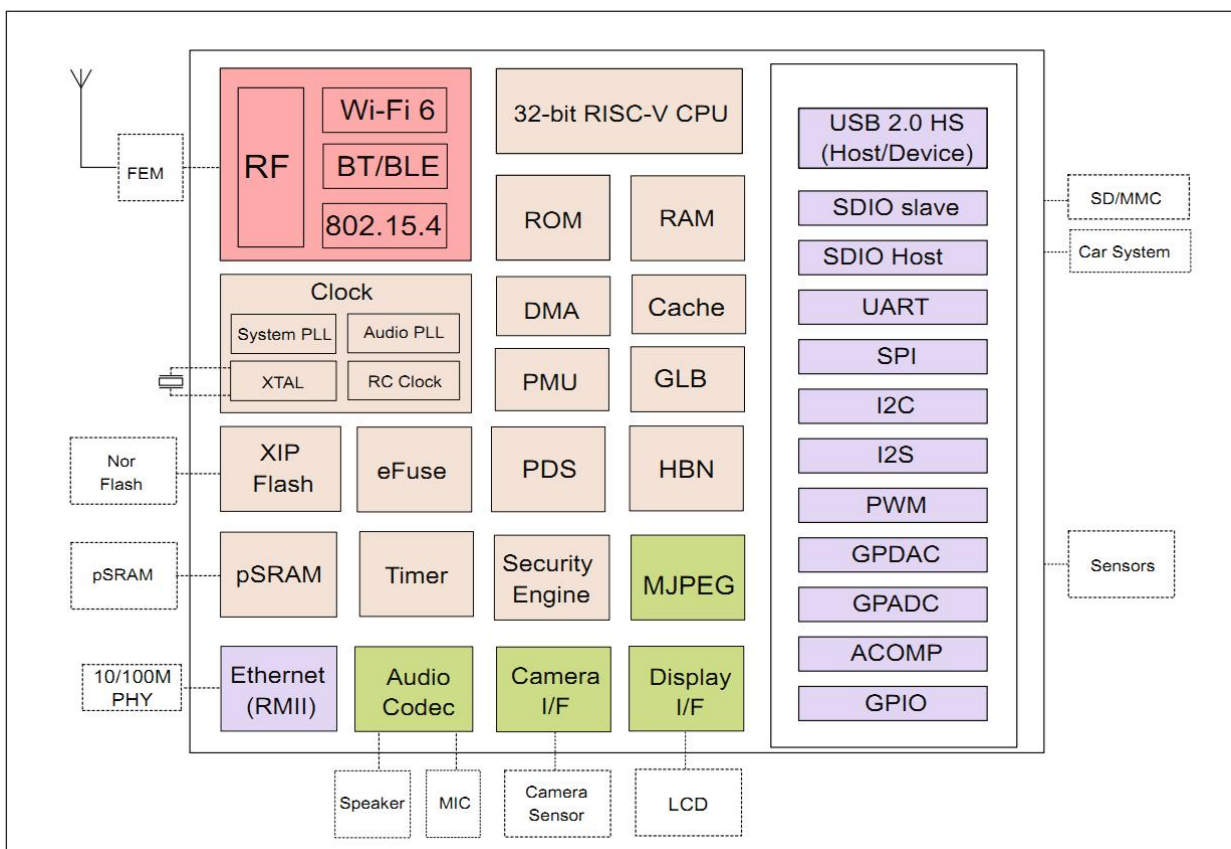 Wi-Fi 6
32-bit RISC-V CPU
USB 2.0 HS
(Host/Device)
FEM
RF
BT/BLE
802.15.4
ROM
RAM
SDIO slave
SD/MMC
SDIO Host
Car System
Clock
System PLL
Audio PLL
XTAL
RC Clock
DMA
Cache
UART
PMU
GLB
SPI
I2C
Nor
Flash
XIP
Flash
eFuse
PDS
HBN
I2S
PWM
pSRAM
pSRAM
Timer
Security
Engine
MJPEG
GPDAC
Sensors
GPADC
10/100M
PHY
Ethernet
(RMII)
Audio
Codec
Camera
I/F
Display
I/F
ACOMP
GPIO
Speaker
MIC
Camera
Sensor
LCD